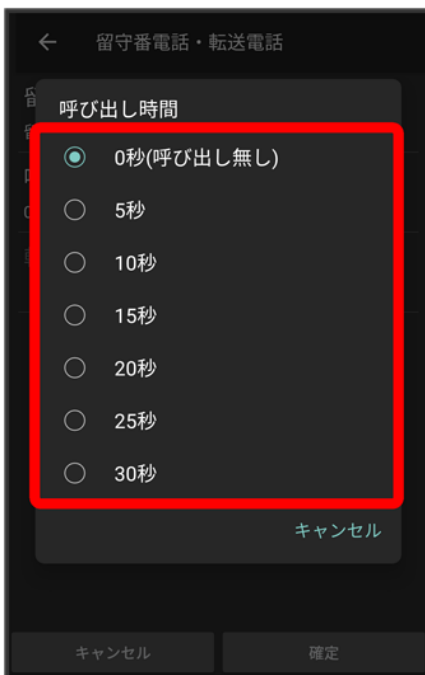 留守番電話・転送電話
呼び出し時間
0秒(呼び出し無し)
5秒
10秒
15秒
20秒
25秒
30秒
キャンセル
キャンセル
確定